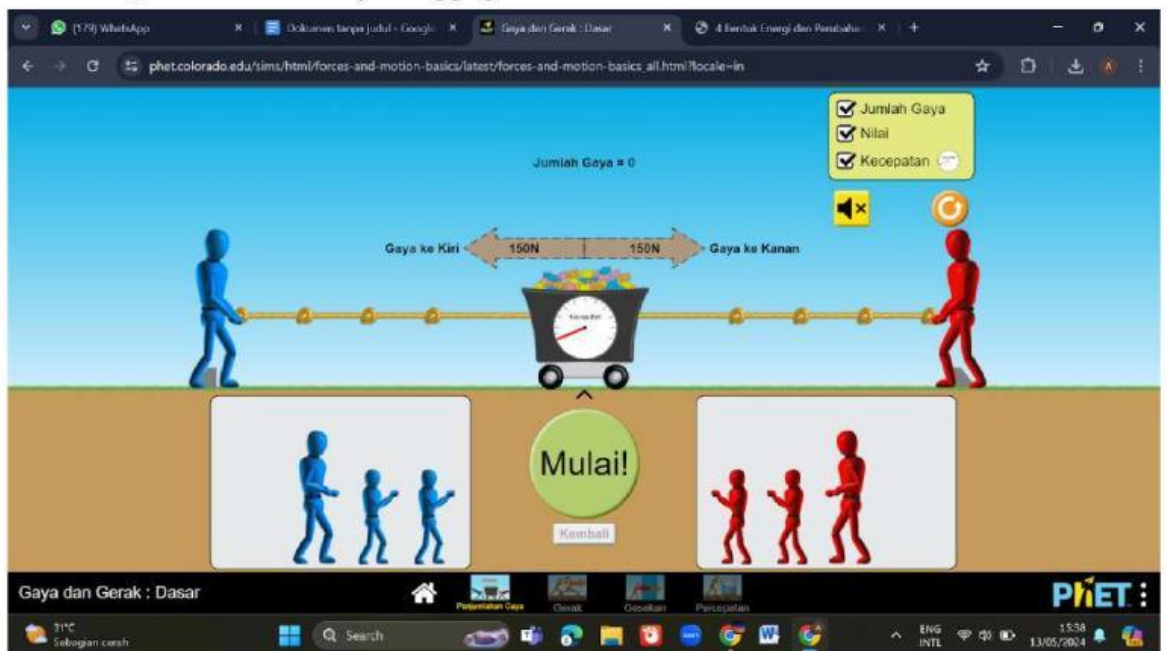 (179) WhatsApp
Dokumen tanpa judul - Google
Gaya dan Gerak : Dasar
4 Bentuk Energi dan Perubahan
phet.colorado.edu/sims/html/forces-and-motion-basics/latest/forces-and-motion-basics_all.html?locale=in
Jumlah Gaya
Nilai
Kecepatan
Jumlah Gaya = 0
Gaya ke Kiri
150N
150N
Gaya ke Kanan
Kecepatan
Mulai!
Kembali
Gaya dan Gerak : Dasar
Penjumlahan Gaya
Gerak
Gesekan
Percepatan
PhET
31°C
Sebagian cerah
Search
ENG
INTL
15:38
13/05/2024